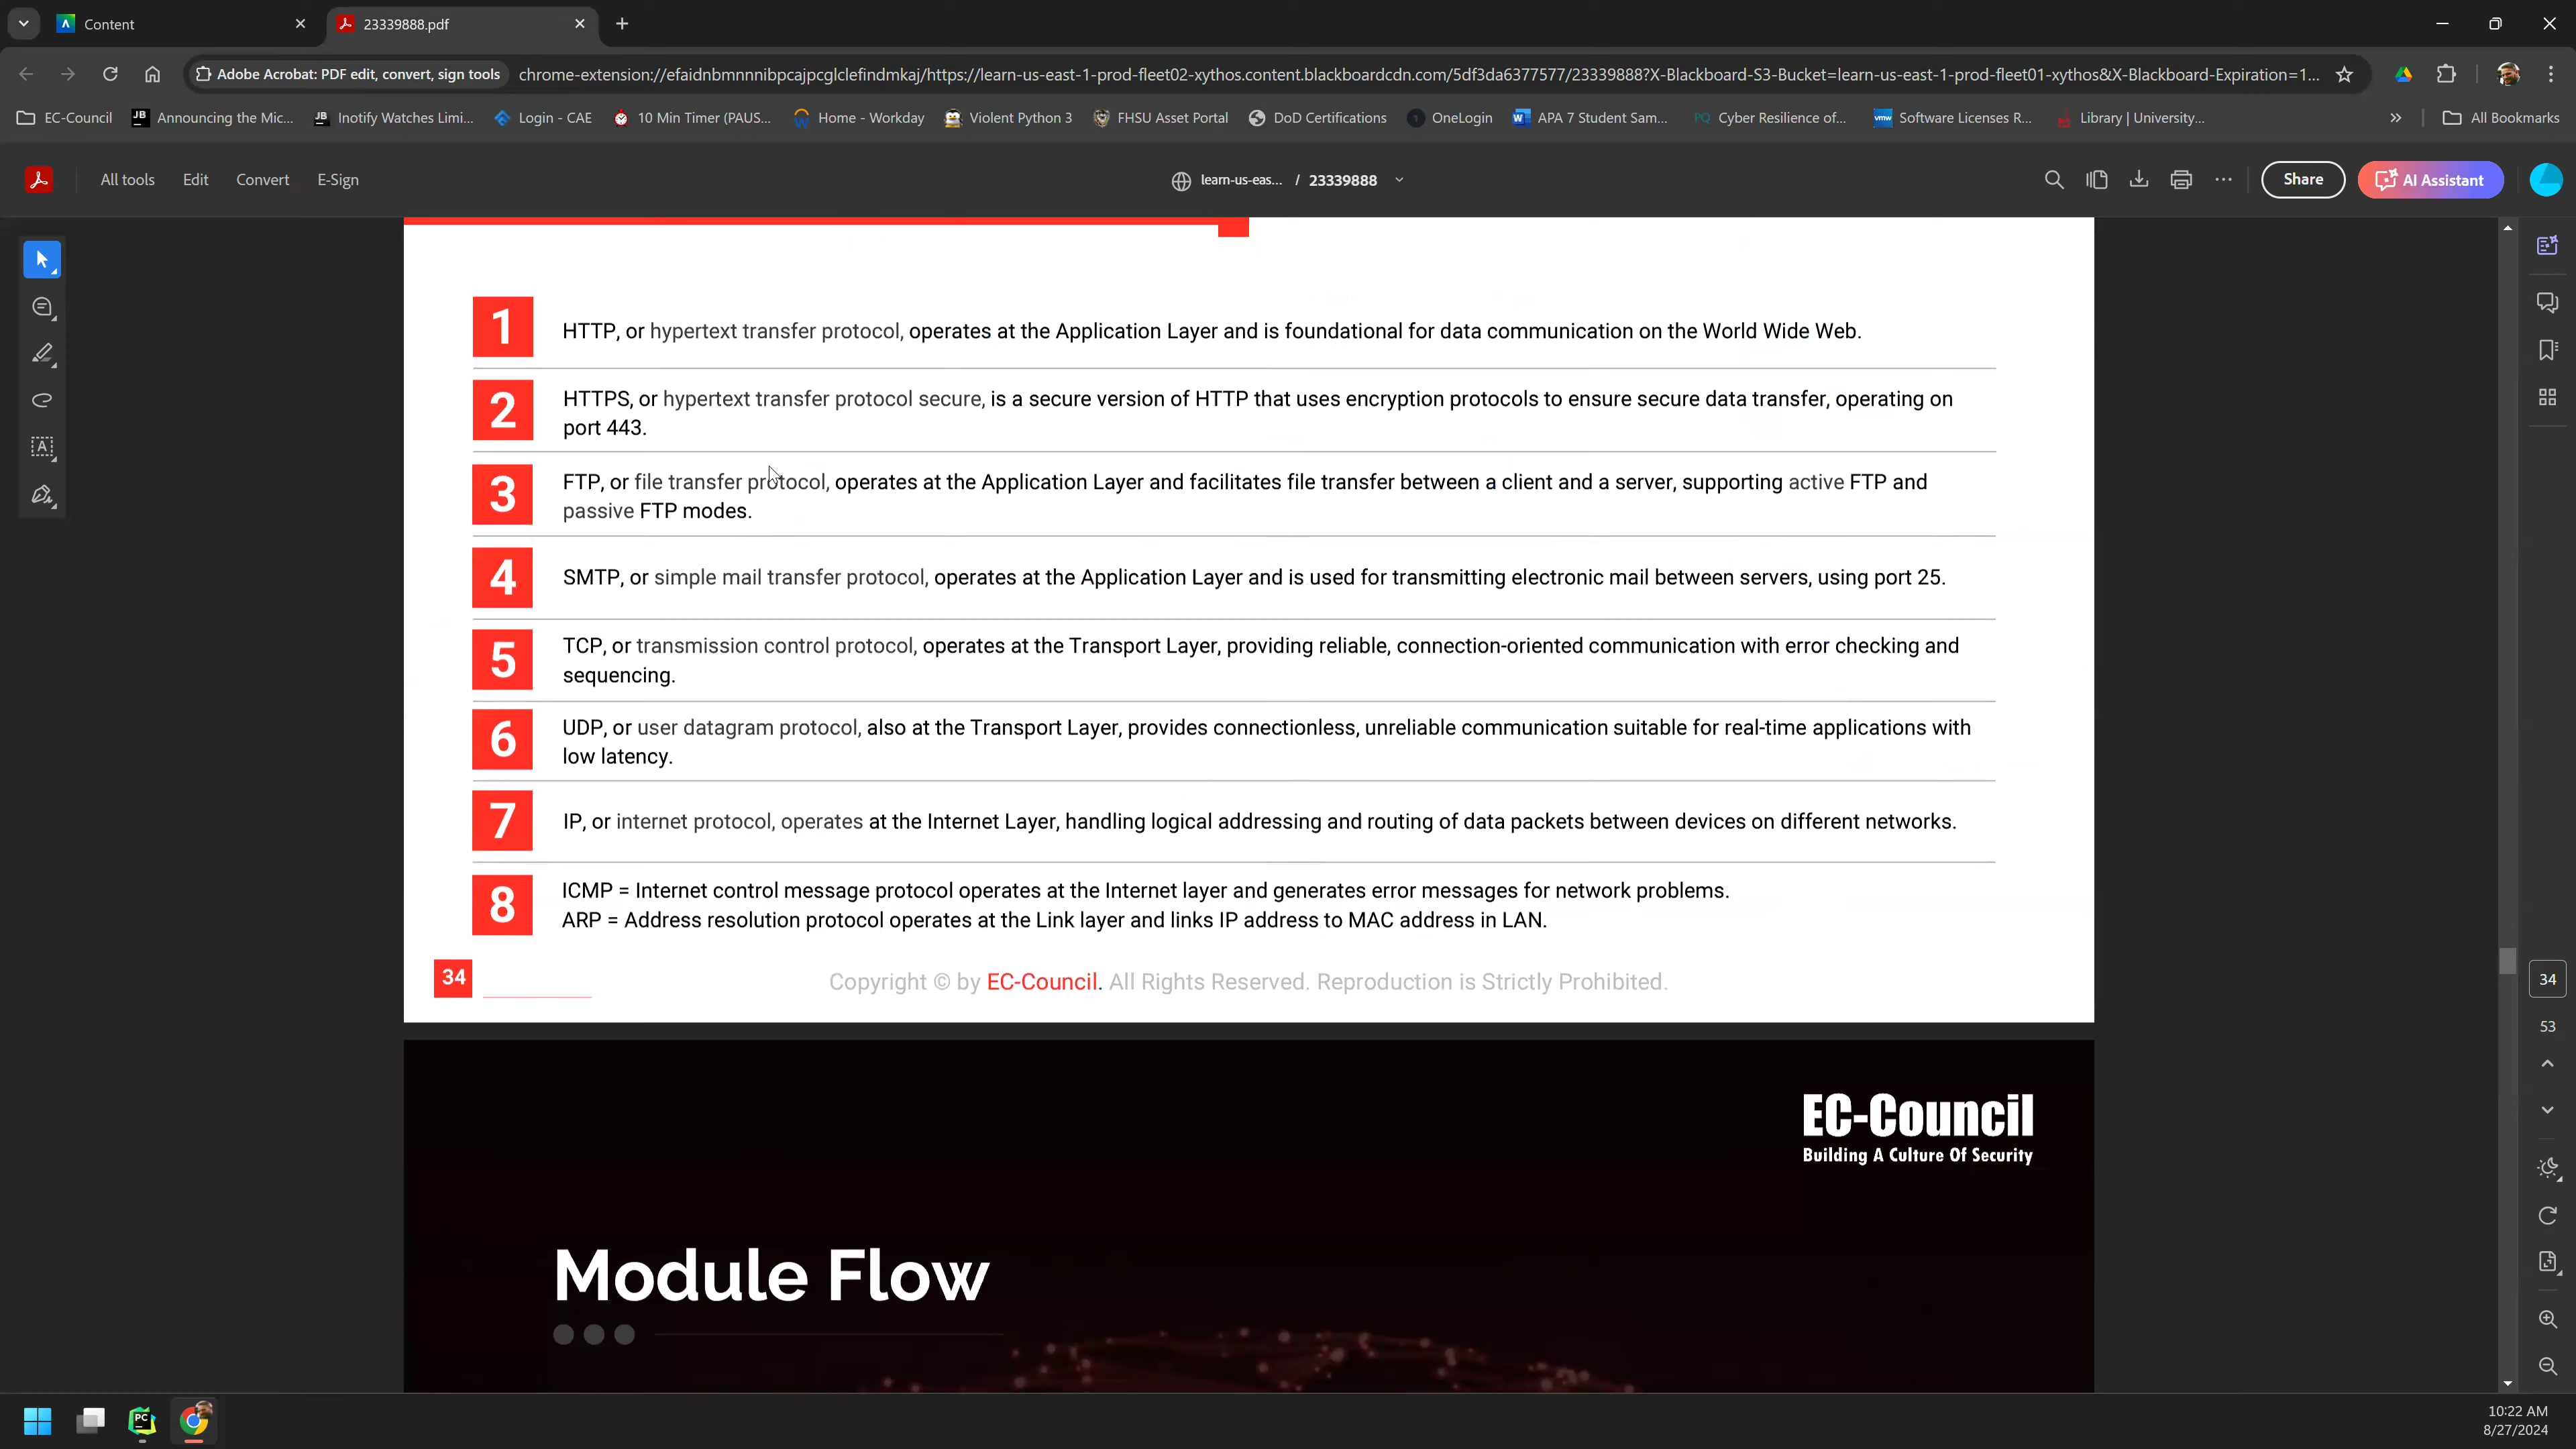 Content
23339888.pdf
Adobe Acrobat: PDF edit, convert, sign tools
chrome-extension://efaidnbmnnnibpcajpcglclefindmkaj/https://learn-us-east-1-prod-fleet02-xythos.content.blackboardcdn.com/5df3da6377577/23339888?X-Blackboard-S3-Bucket=learn-us-east-1-prod-fleet01-xythos&X-Blackboard-Expiration=1...
EC-Council
JB
Announcing the Mic...
JB
Inotify Watches Limi...
Login - CAE
10 Min Timer (PAUS...
Home - Workday
Violent Python 3
FHSU Asset Portal
DoD Certifications
OneLogin
APA 7 Student Sam...
PQ
Cyber Resilience of...
vmw
Software Licenses R...
Library | University...
All Bookmarks
All tools
Edit
Convert
E-Sign
learn-us-eas... / 23339888
Share
AI Assistant
1
HTTP, or hypertext transfer protocol, operates at the Application Layer and is foundational for data communication on the World Wide Web.
2
HTTPS, or hypertext transfer protocol secure, is a secure version of HTTP that uses encryption protocols to ensure secure data transfer, operating on
port 443.
3
FTP, or file transfer protocol, operates at the Application Layer and facilitates file transfer between a client and a server, supporting active FTP and
passive FTP modes.
4
SMTP, or simple mail transfer protocol, operates at the Application Layer and is used for transmitting electronic mail between servers, using port 25.
5
TCP, or transmission control protocol, operates at the Transport Layer, providing reliable, connection-oriented communication with error checking and
sequencing.
6
UDP, or user datagram protocol, also at the Transport Layer, provides connectionless, unreliable communication suitable for real-time applications with
low latency.
7
IP, or internet protocol, operates at the Internet Layer, handling logical addressing and routing of data packets between devices on different networks.
8
ICMP = Internet control message protocol operates at the Internet layer and generates error messages for network problems.
ARP = Address resolution protocol operates at the Link layer and links IP address to MAC address in LAN.
34
Copyright © by EC-Council. All Rights Reserved. Reproduction is Strictly Prohibited.
34
53
EC-Council
Building A Culture Of Security
Module Flow
PC
10:22 AM
8/27/2024